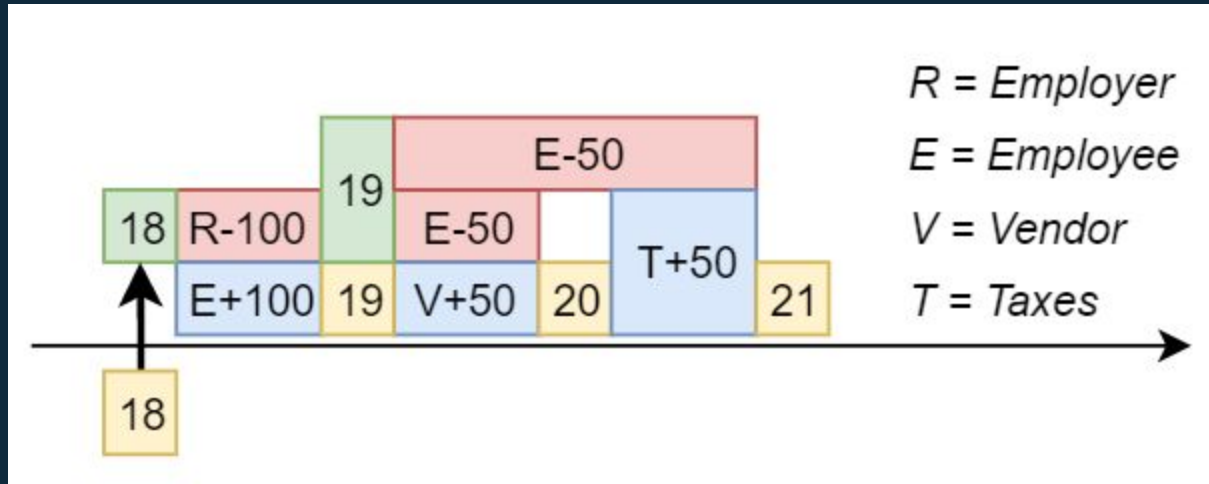 R = Employer
E-50
E = Employee
19
18 R-100 E-50
V = Vendor
T+50
E+100 19 V+50 20 21
T = Taxes
18